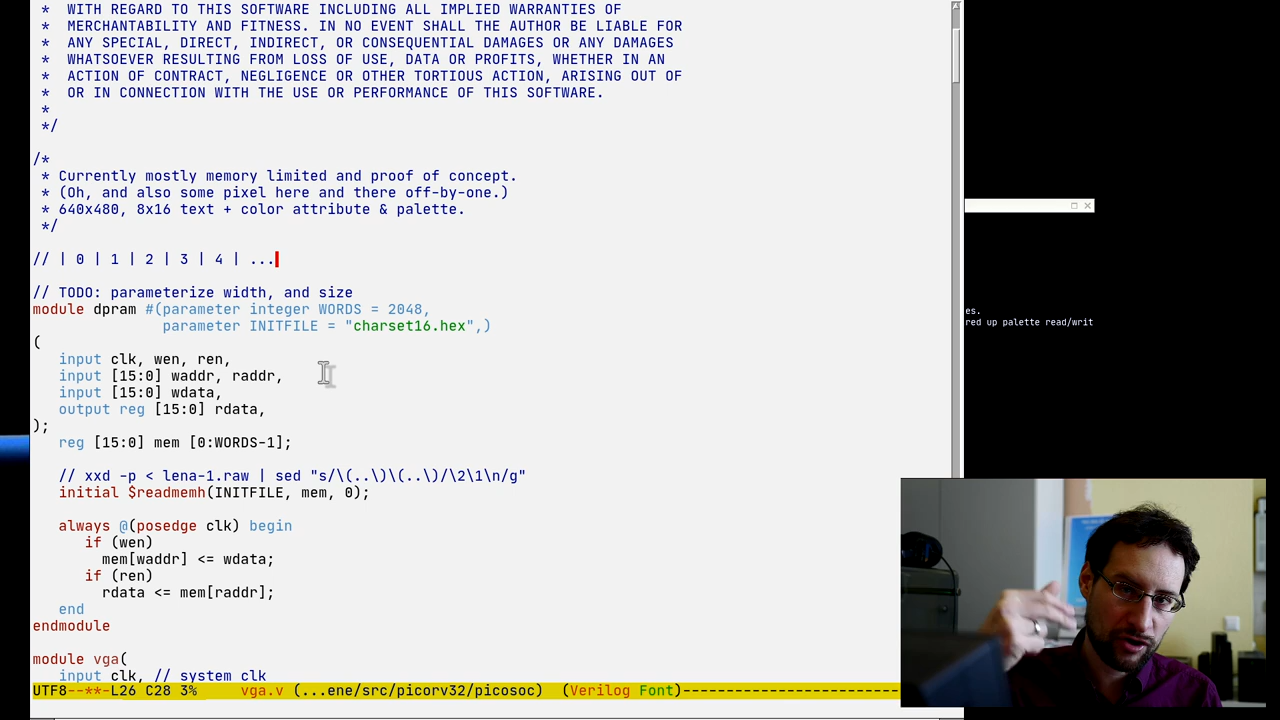 *  WITH REGARD TO THIS SOFTWARE INCLUDING ALL IMPLIED WARRANTIES OF
*  MERCHANTABILITY AND FITNESS. IN NO EVENT SHALL THE AUTHOR BE LIABLE FOR
*  ANY SPECIAL, DIRECT, INDIRECT, OR CONSEQUENTIAL DAMAGES OR ANY DAMAGES
*  WHATSOEVER RESULTING FROM LOSS OF USE, DATA OR PROFITS, WHETHER IN AN
*  ACTION OF CONTRACT, NEGLIGENCE OR OTHER TORTIOUS ACTION, ARISING OUT OF
*  OR IN CONNECTION WITH THE USE OR PERFORMANCE OF THIS SOFTWARE.
*
*/
/*
* Currently mostly memory limited and proof of concept.
* (Oh, and also some pixel here and there off-by-one.)
* 640x480, 8x16 text + color attribute & palette.
*/
// | 0 | 1 | 2 | 3 | 4 | ...
// TODO: parameterize width, and size
module dpram #(parameter integer WORDS = 2048,
parameter INITFILE = "charset16.hex",)
(
input clk, wen, ren,
input [15:0] waddr, raddr,
input [15:0] wdata,
output reg [15:0] rdata,
);
reg [15:0] mem [0:WORDS-1];
// xxd -p < lena-1.raw | sed "s/\(..\)\(..\)/\2\1\n/g"
initial $readmemh(INITFILE, mem, 0);
always @(posedge clk) begin
if (wen)
mem[waddr] <= wdata;
if (ren)
rdata <= mem[raddr];
end
endmodule
module vga(
input clk, // system clk
UTF8--**-L26 C28 3% vga.v (...ene/src/picorv32/picosoc) (Verilog Font)-------------------------
es.
red up palette read/writ